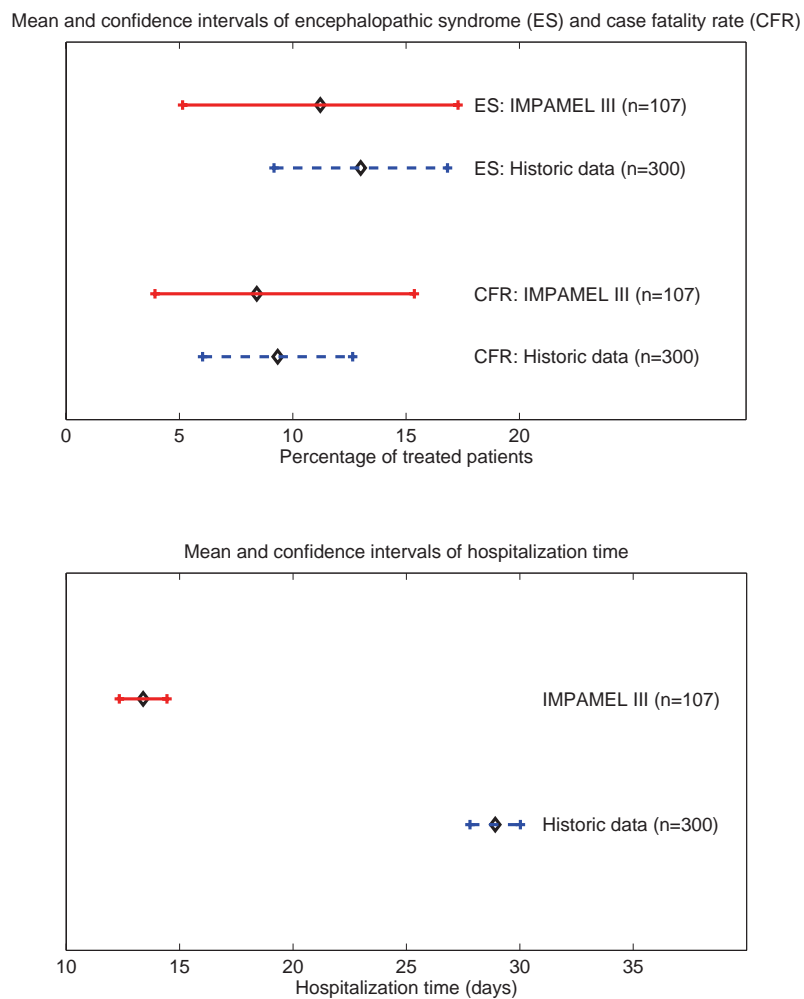 Mean and confidence intervals of encephalopathic syndrome (ES) and case fatality rate (CFR)
ES: IMPAMEL III (n=107)
ES: Historic data (n=300)
CFR: IMPAMEL III (n=107)
CFR: Historic data (n=300)
0 5 10 15 20
Percentage of treated patients
Mean and confidence intervals of hospitalization time
IMPAMEL III (n=107)
Historic data (n=300)
10 15 20 25 30 35
Hospitalization time (days)